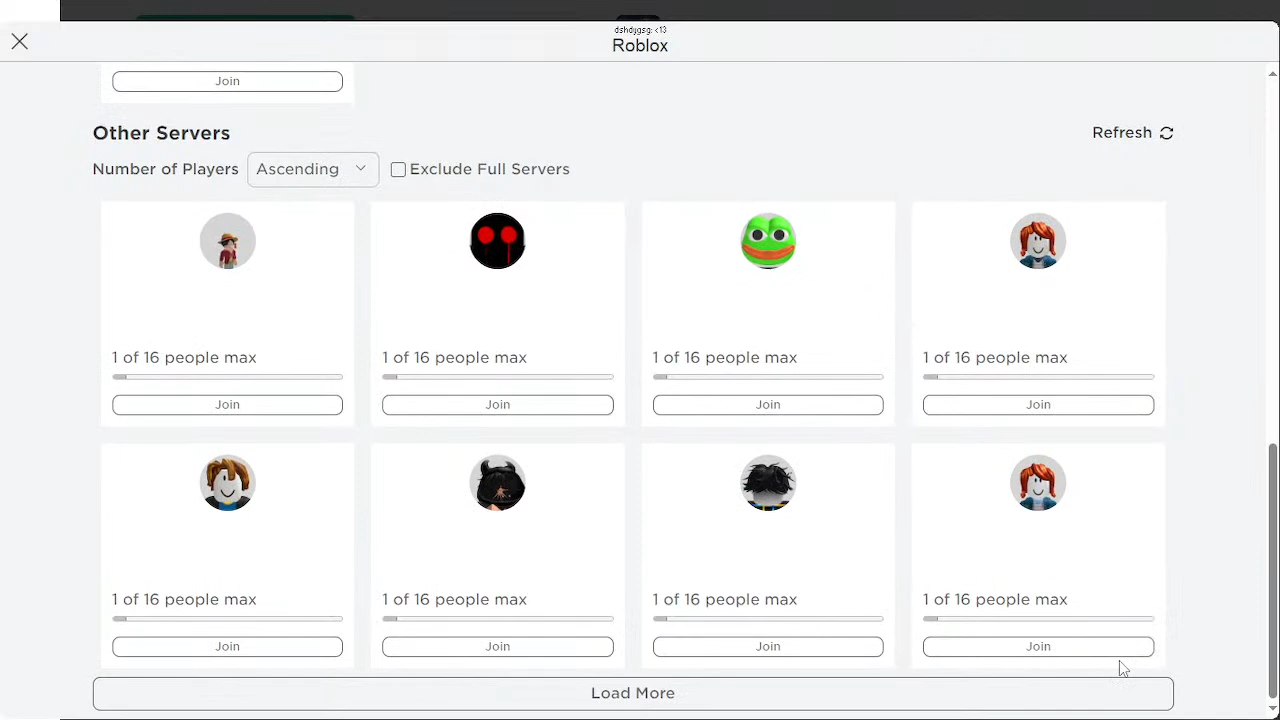 dshdygsg: <13
Roblox
Join
Other Servers
Refresh
Number of Players Ascending Exclude Full Servers
1 of 16 people max 1 of 16 people max 1 of 16 people max 1 of 16 people max
Join Join Join Join
1 of 16 people max 1 of 16 people max 1 of 16 people max 1 of 16 people max
Join Join Join Join
Load More